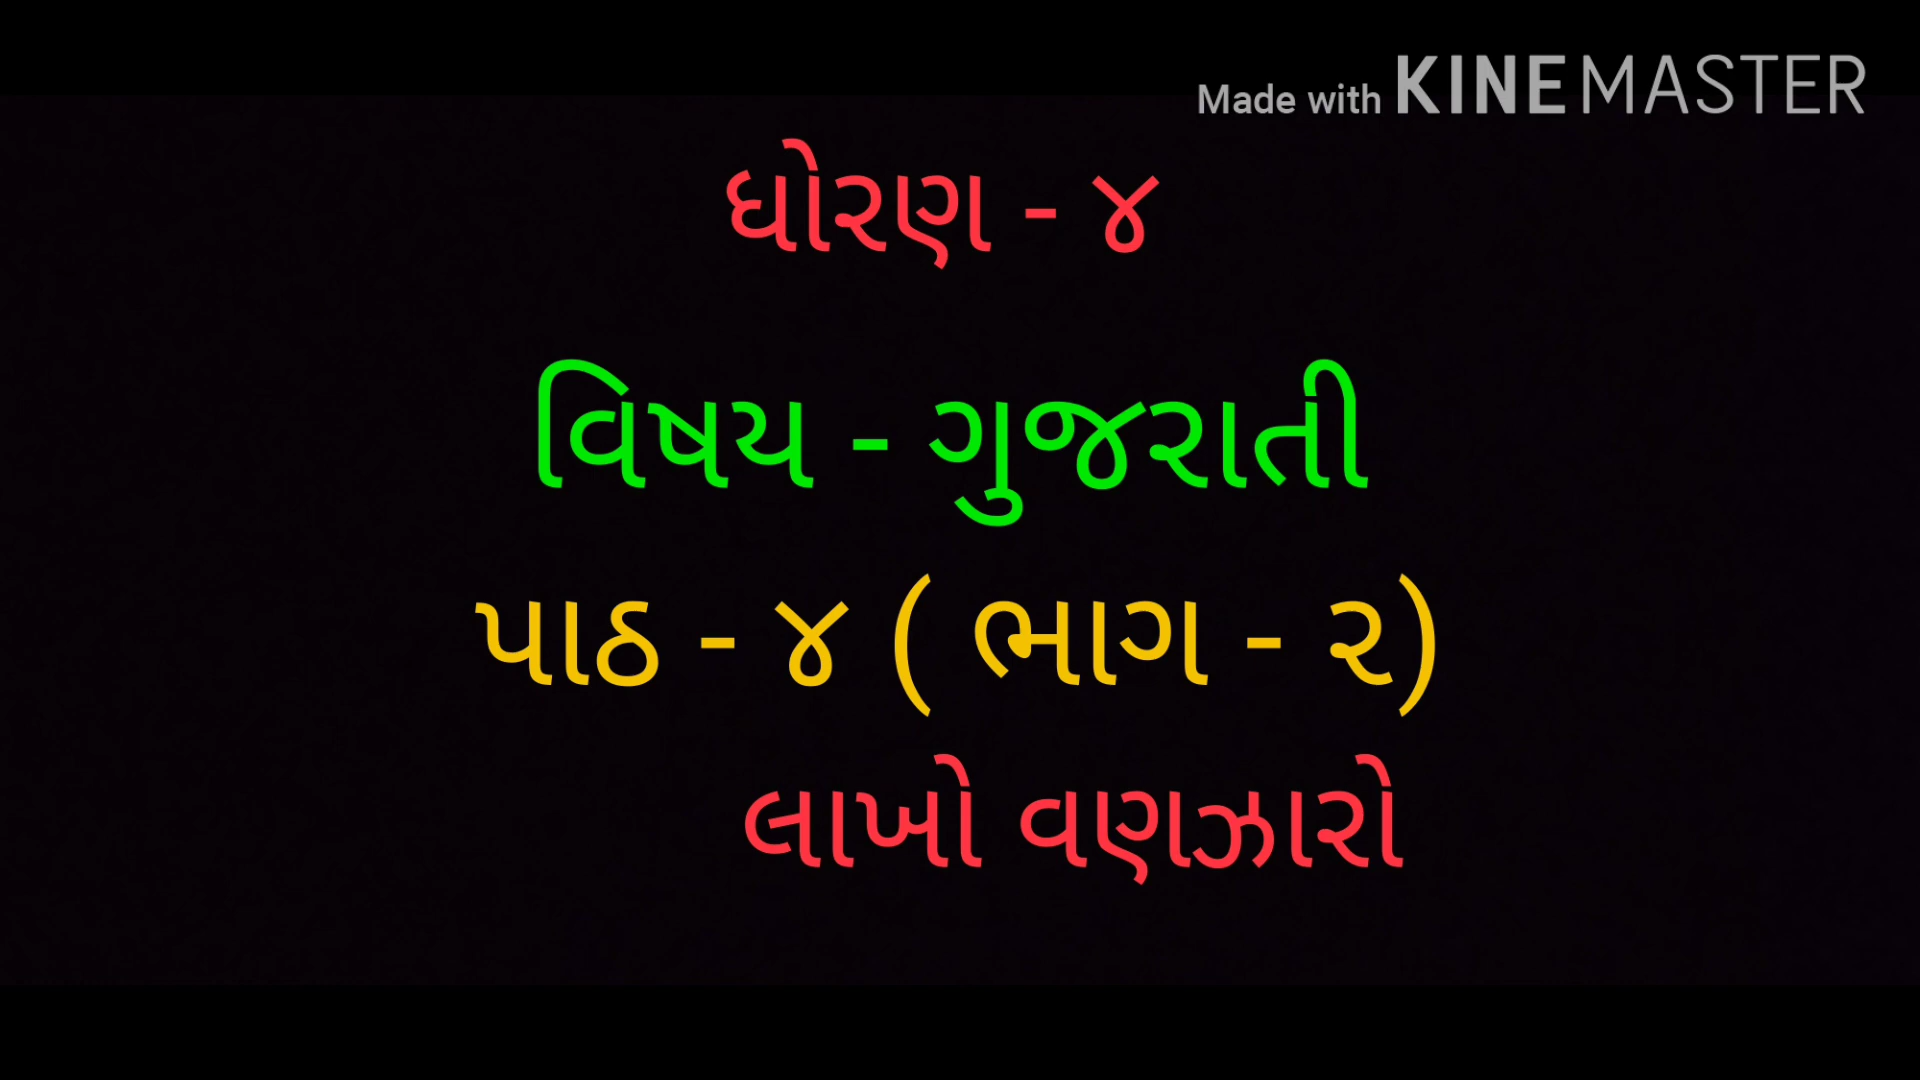 Made with KINEMASTER
ધોરણ - ૪
વિષય - ગુજરાતી
પાઠ - ૪ ( ભાગ - ૨)
લાખો વણઝારો